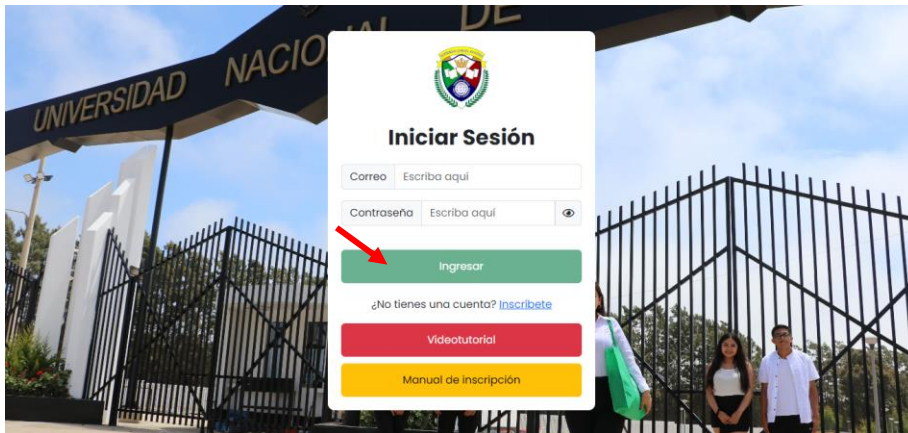 UNIVERSIDAD NACIONAL DE
Iniciar Sesión
Correo Escriba aquí
Contraseña Escriba aquí
Ingresar
¿No tienes una cuenta? Inscríbete
Videotutorial
Manual de inscripción